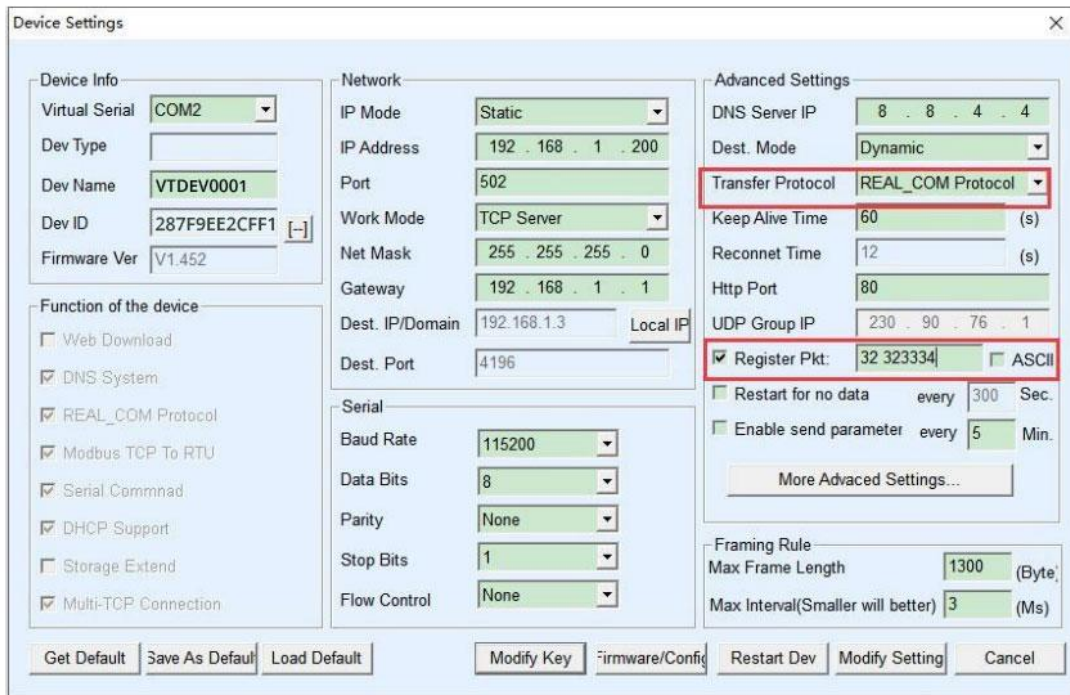 Device Settings
Device Info
Virtual Serial COM2
Dev Type
Dev Name VTDEV0001
Dev ID 287F9EE2CFF1 [--]
Firmware Ver V1.452
Function of the device
Web Download
DNS System
REAL_COM Protocol
Modbus TCP To RTU
Serial Commnad
DHCP Support
Storage Extend
Multi-TCP Connection
Network
IP Mode Static
IP Address 192 . 168 . 1 . 200
Port 502
Work Mode TCP Server
Net Mask 255 . 255 . 255 . 0
Gateway 192 . 168 . 1 . 1
Dest. IP/Domain 192.168.1.3 Local IP
Dest. Port 4196
Serial
Baud Rate 115200
Data Bits 8
Parity None
Stop Bits 1
Flow Control None
Advanced Settings
DNS Server IP 8 . 8 . 4 . 4
Dest. Mode Dynamic
Transfer Protocol REAL_COM Protocol
Keep Alive Time 60 (s)
Reconnet Time 12 (s)
Http Port 80
UDP Group IP 230 . 90 . 76 . 1
Register Pkt: 32 323334 ASCII
Restart for no data every 300 Sec.
Enable send parameter every 5 Min.
More Advaced Settings...
Framing Rule
Max Frame Length 1300 (Byte)
Max Interval(Smaller will better) 3 (Ms)
Get Default Save As Defaul Load Default Modify Key Firmware/Config Restart Dev Modify Setting Cancel